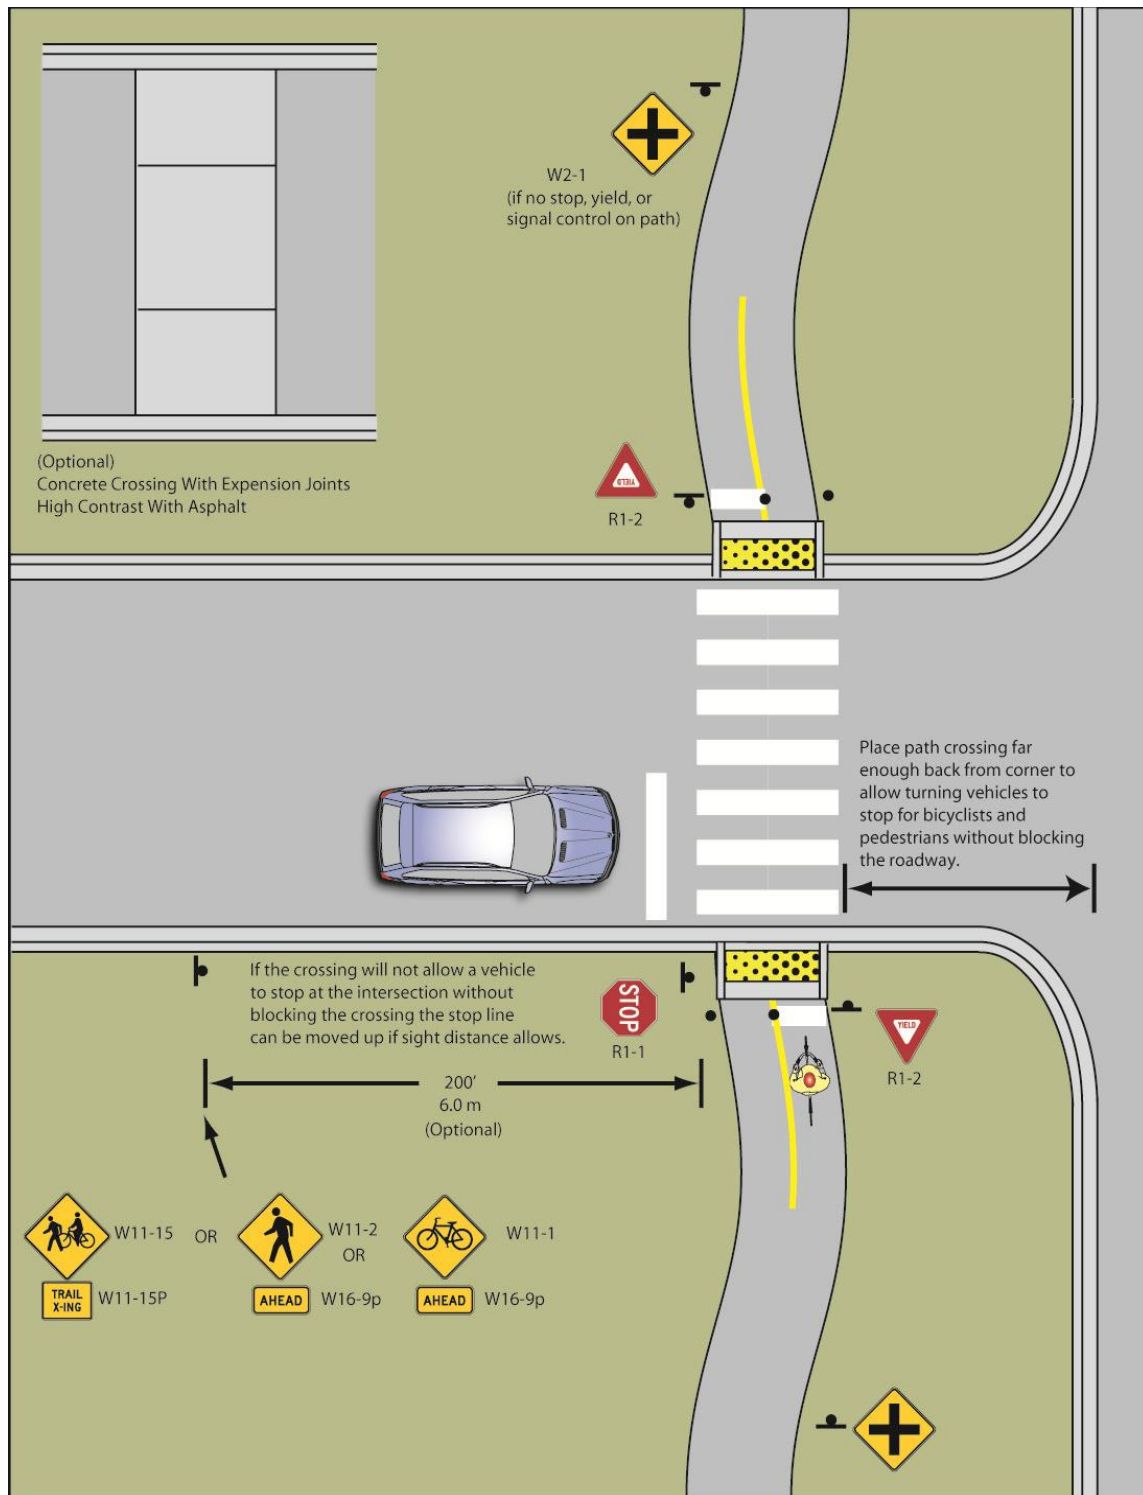 W2-1
(if no stop, yield, or
signal control on path)
(Optional)
Concrete Crossing With Expension Joints
High Contrast With Asphalt
YIELD
R1-2
Place path crossing far
enough back from corner to
allow turning vehicles to
stop for bicyclists and
pedestrians without blocking
the roadway.
If the crossing will not allow a vehicle
to stop at the intersection without
blocking the crossing the stop line
can be moved up if sight distance allows.
STOP
R1-1
YIELD
R1-2
200'
6.0 m
(Optional)
W11-15
OR
W11-2
OR
W11-1
TRAIL
X-ING
W11-15P
AHEAD
W16-9p
AHEAD
W16-9p